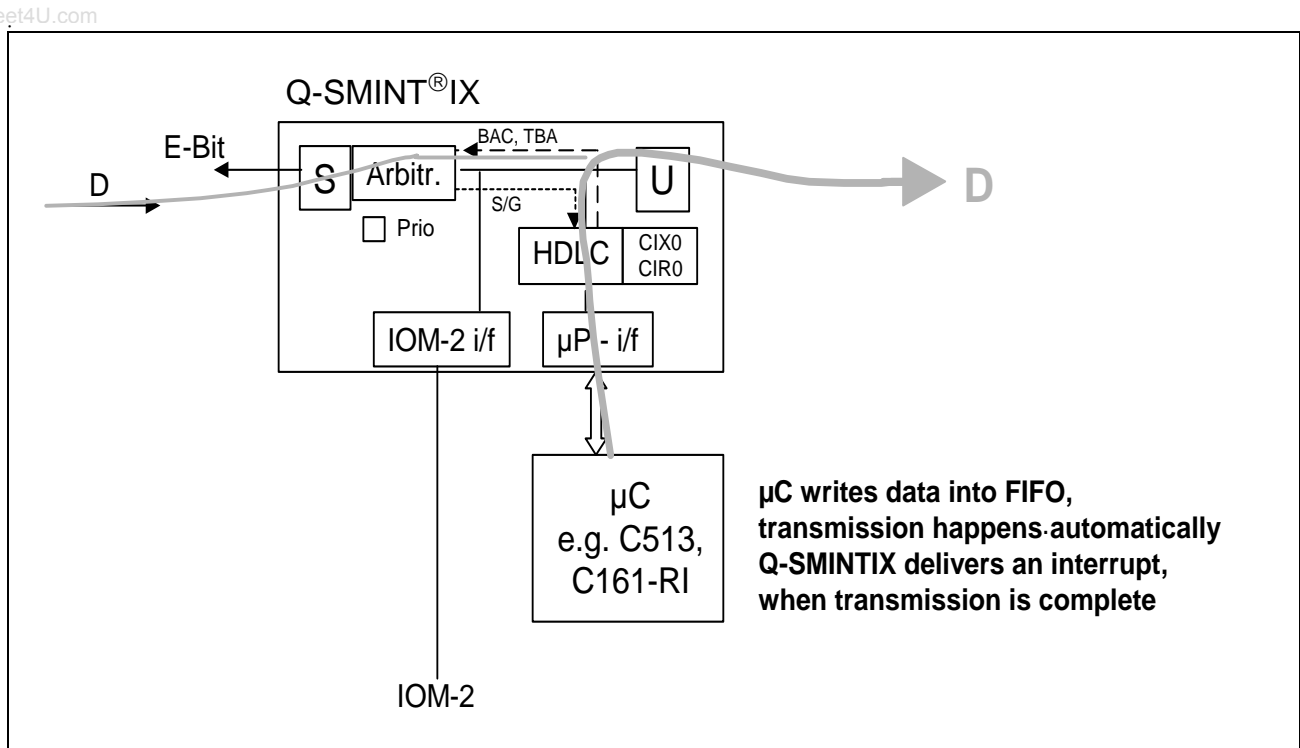 et4U.com
Q-SMINT®IX
E-Bit
BAC, TBA
D
S
Arbitr.
U
D
S/G
Prio
HDLC
CIX0
CIR0
IOM-2 i/f
µP - i/f
µC
e.g. C513,
C161-RI
µC writes data into FIFO,
transmission happens automatically
Q-SMINTIX delivers an interrupt,
when transmission is complete
IOM-2